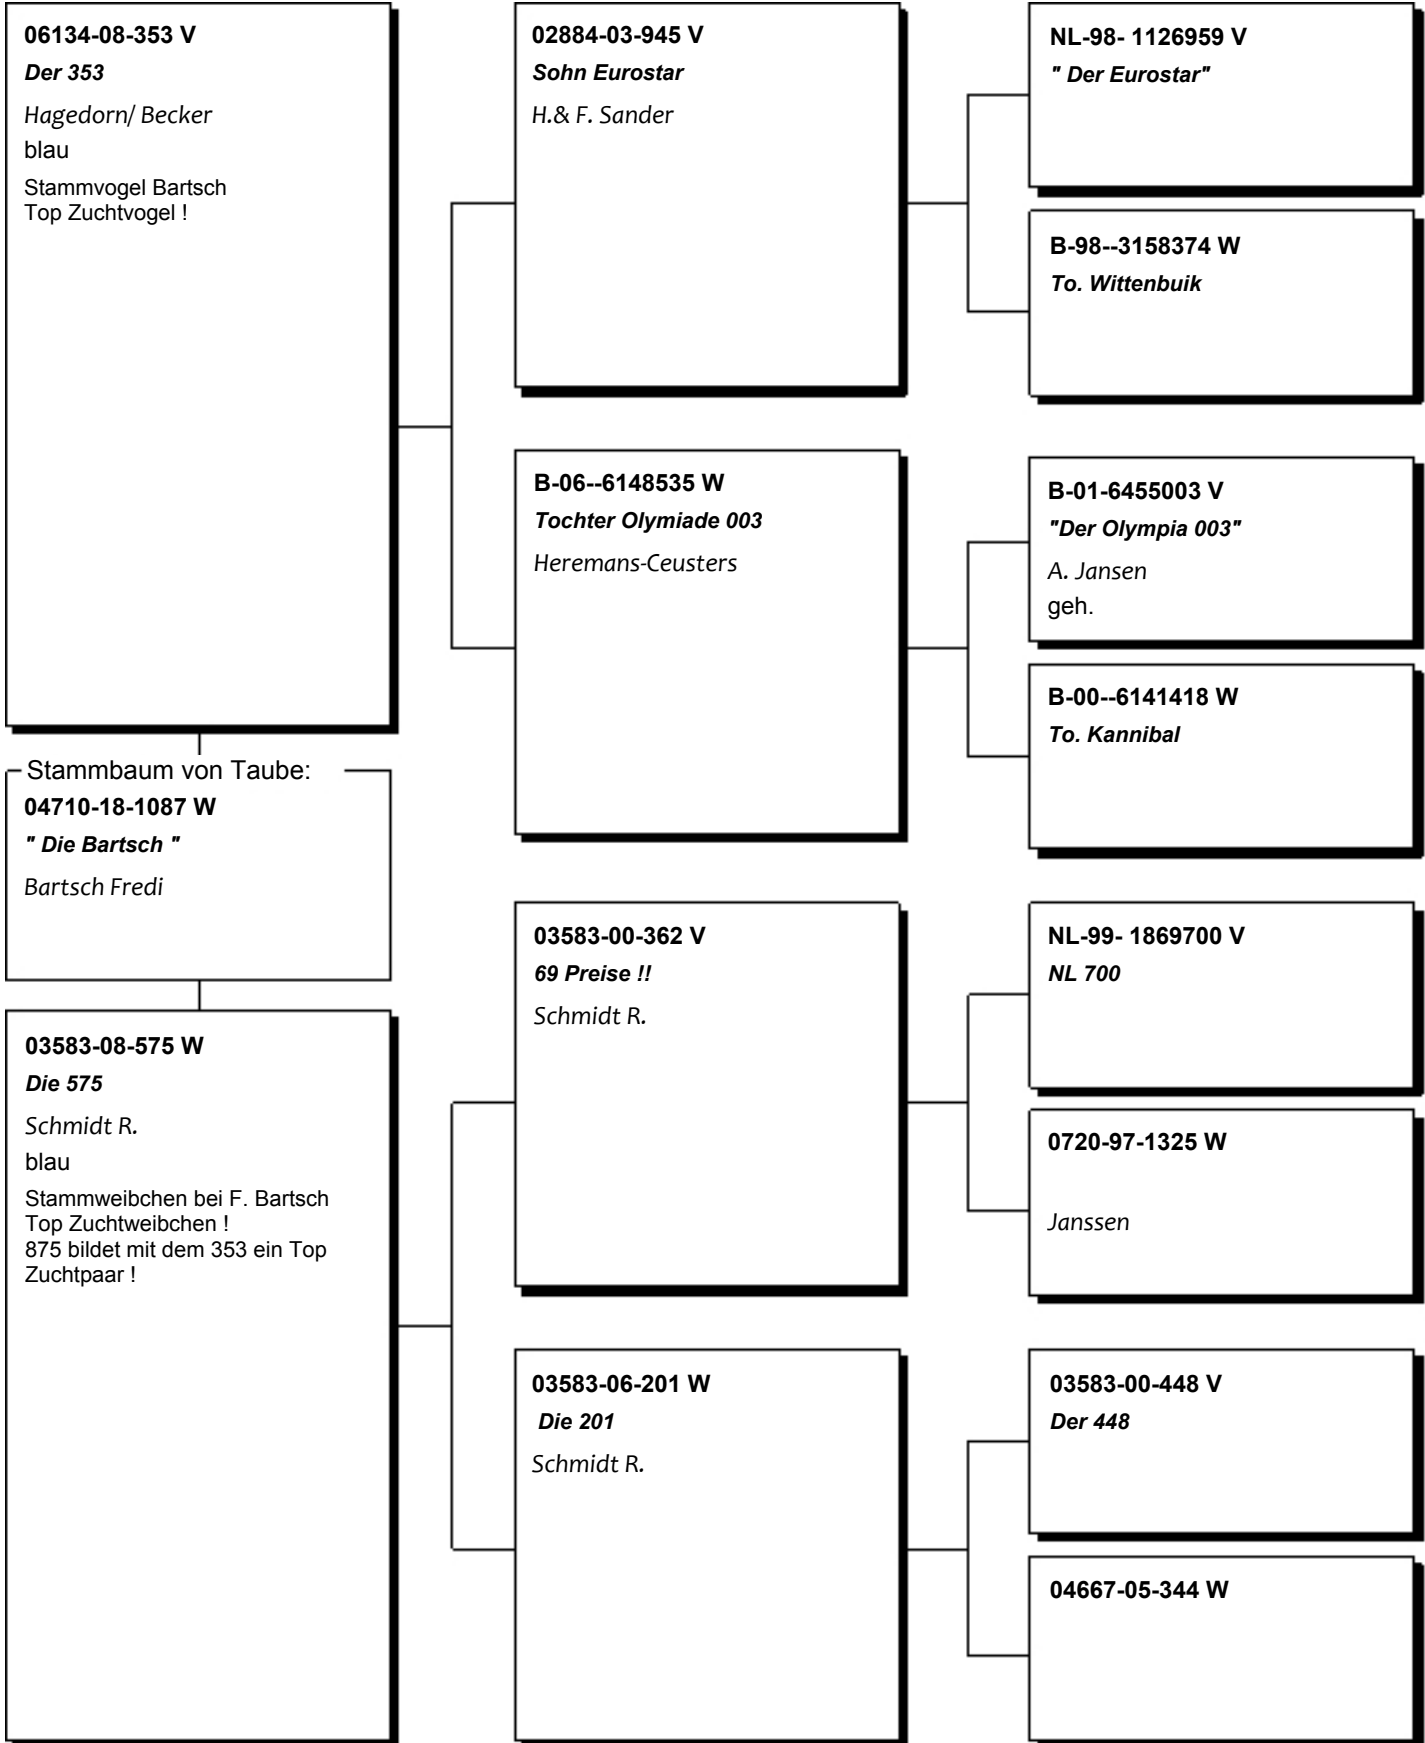 06134-08-353 V
Der 353
Hagedorn/ Becker
blau
Stammvogel Bartsch
Top Zuchtvogel !
Stammbaum von Taube:
04710-18-1087 W
" Die Bartsch "
Bartsch Fredi
03583-08-575 W
Die 575
Schmidt R.
blau
Stammweibchen bei F. Bartsch
Top Zuchtweibchen !
875 bildet mit dem 353 ein Top
Zuchtpaar !
02884-03-945 V
Sohn Eurostar
H.& F. Sander
B-06--6148535 W
Tochter Olymiade 003
Heremans-Ceusters
03583-00-362 V
69 Preise !!
Schmidt R.
03583-06-201 W
Die 201
Schmidt R.
NL-98- 1126959 V
" Der Eurostar"
B-98--3158374 W
To. Wittenbuik
B-01-6455003 V
"Der Olympia 003"
A. Jansen
geh.
B-00--6141418 W
To. Kannibal
NL-99- 1869700 V
NL 700
0720-97-1325 W
Janssen
03583-00-448 V
Der 448
04667-05-344 W